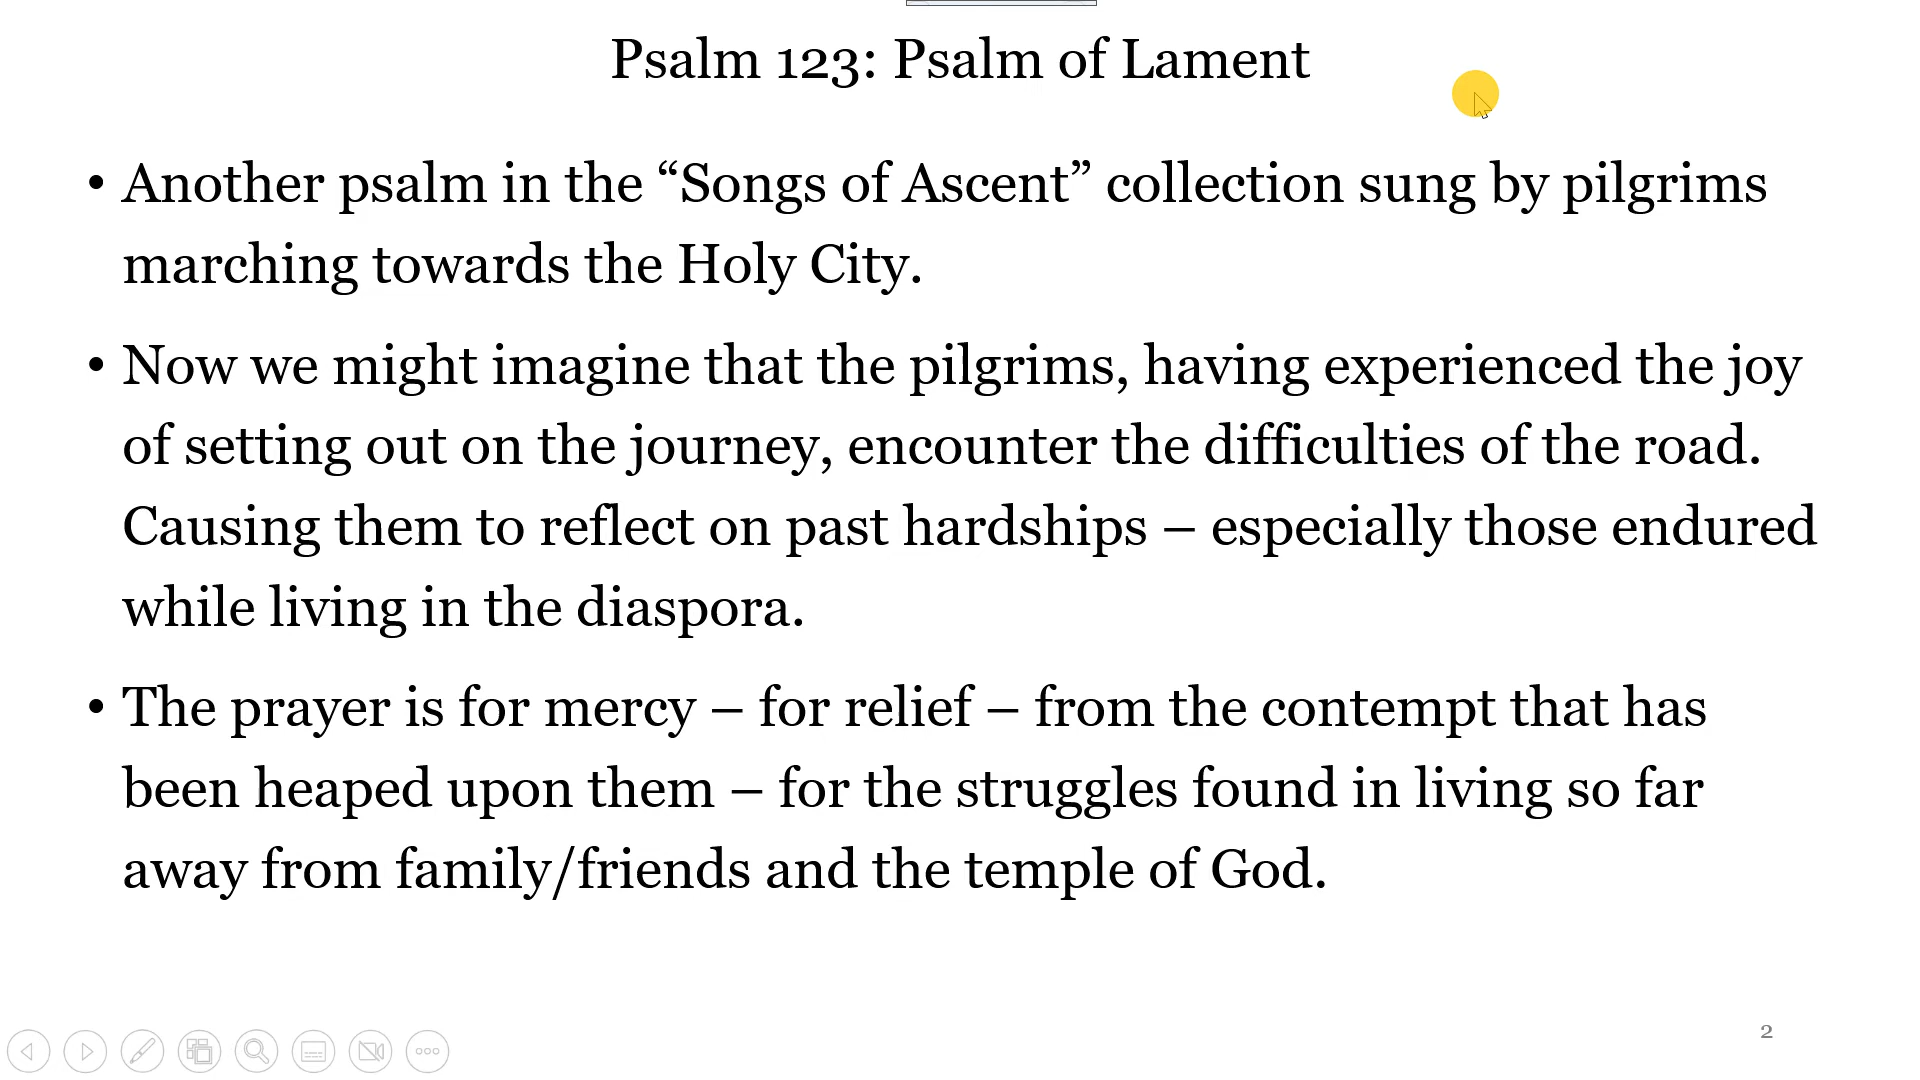 Psalm 123: Psalm of Lament
• Another psalm in the “Songs of Ascent” collection sung by pilgrims
marching towards the Holy City.
• Now we might imagine that the pilgrims, having experienced the joy
of setting out on the journey, encounter the difficulties of the road.
Causing them to reflect on past hardships – especially those endured
while living in the diaspora.
• The prayer is for mercy – for relief – from the contempt that has
been heaped upon them – for the struggles found in living so far
away from family/friends and the temple of God.
2